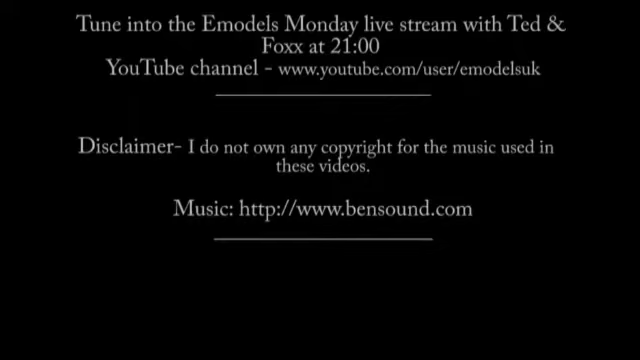 Tune into the Emodels Monday live stream with Ted &
Foxx at 21:00
YouTube channel - www.youtube.com/user/emodelsuk
Disclaimer- I do not own any copyright for the music used in
these videos.
Music: http://www.bensound.com